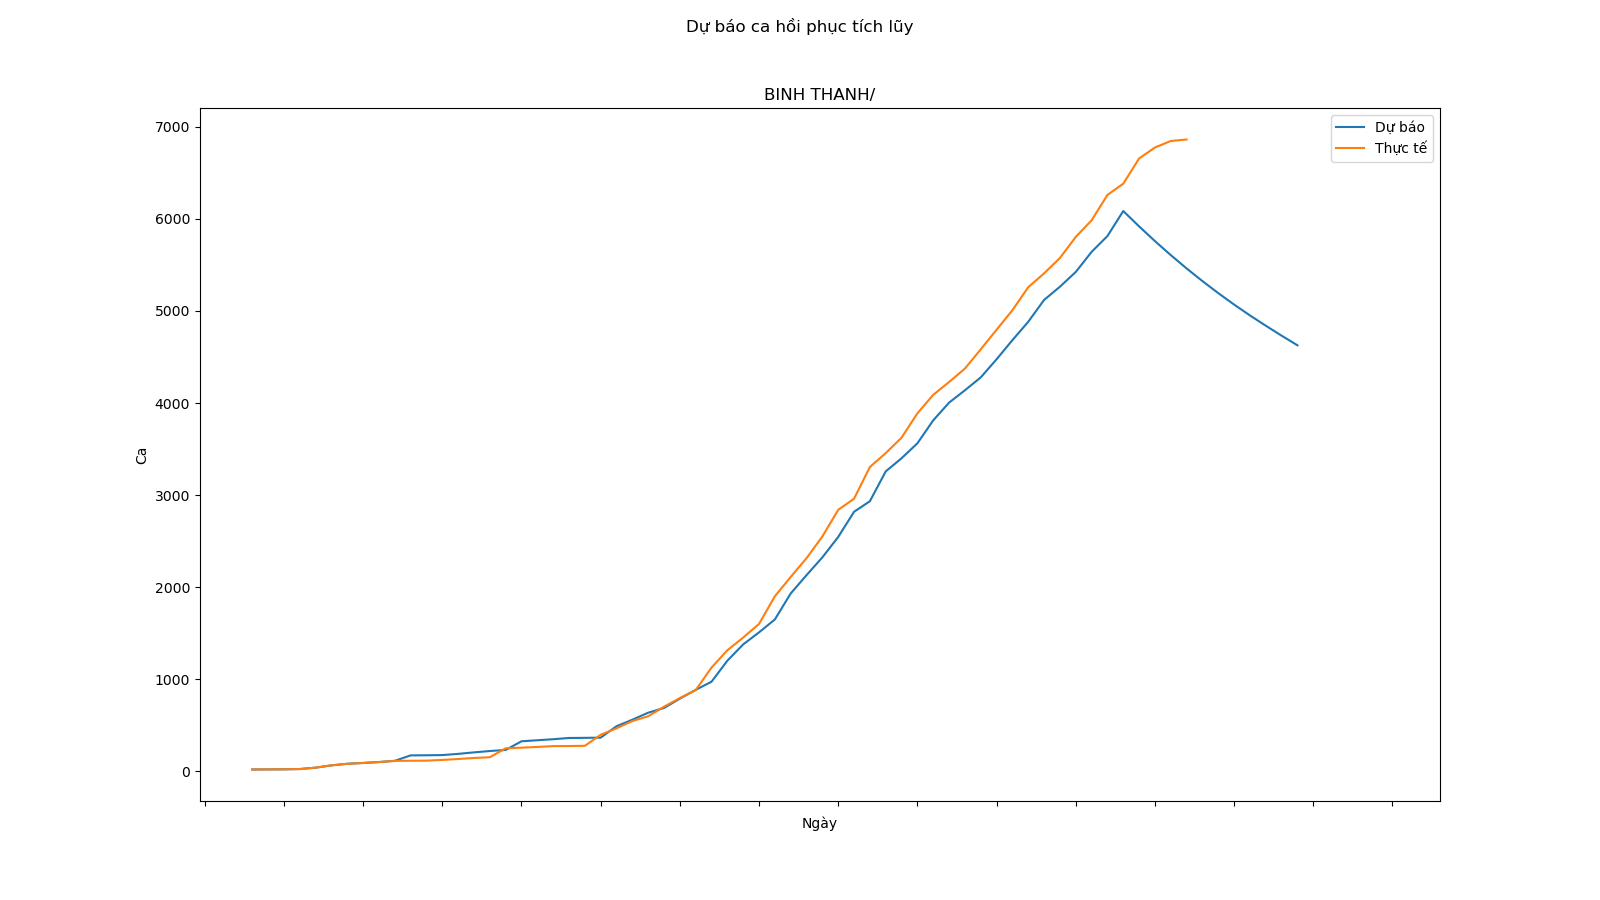 Dự báo ca hồi phục tích lũy
BINH THANH/
Dự báo
Thực tế
7000
6000
5000
4000
3000
2000
1000
0
Ca
Ngày